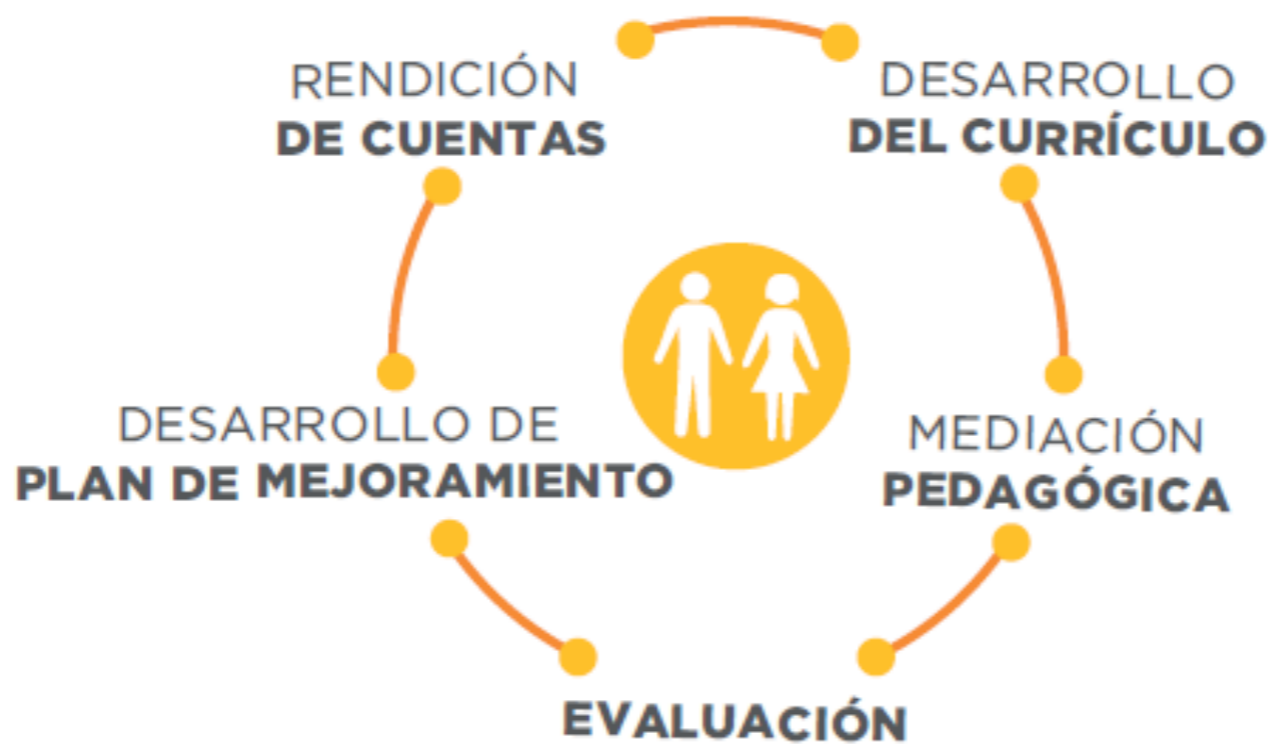 RENDICIÓN
DE CUENTAS
DESARROLLO
DEL CURRÍCULO
MEDIACIÓN
PEDAGÓGICA
EVALUACIÓN
DESARROLLO DE
PLAN DE MEJORAMIENTO